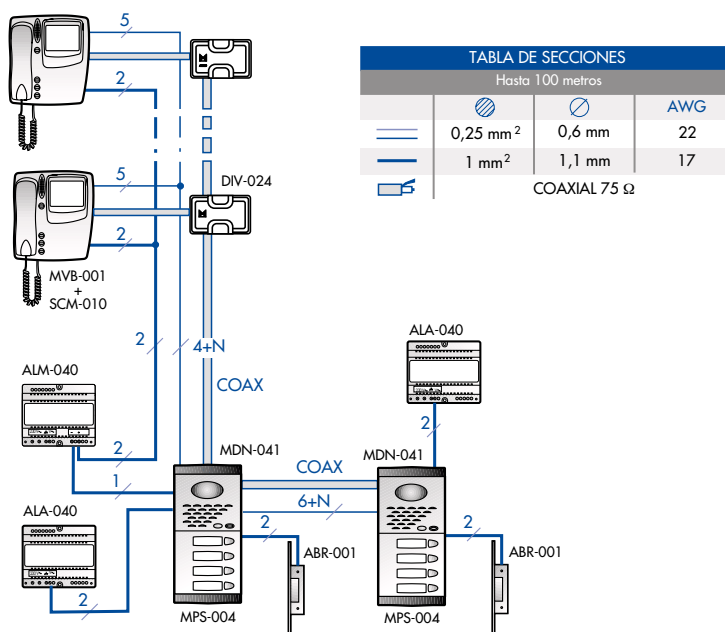 5
2
5
DIV-024
2
MVB-001
+
SCM-010
2
4+N
ALM-040
COAX
2
1
ALA-040
2
MDN-041
COAX
6+N
2
ABR-001
MPS-004
ALA-040
2
MDN-041
2
ABR-001
MPS-004
TABLA DE SECCIONES
Hasta 100 metros
AWG
0,25 mm² 0,6 mm 22
1 mm² 1,1 mm 17
COAXIAL 75 Ω